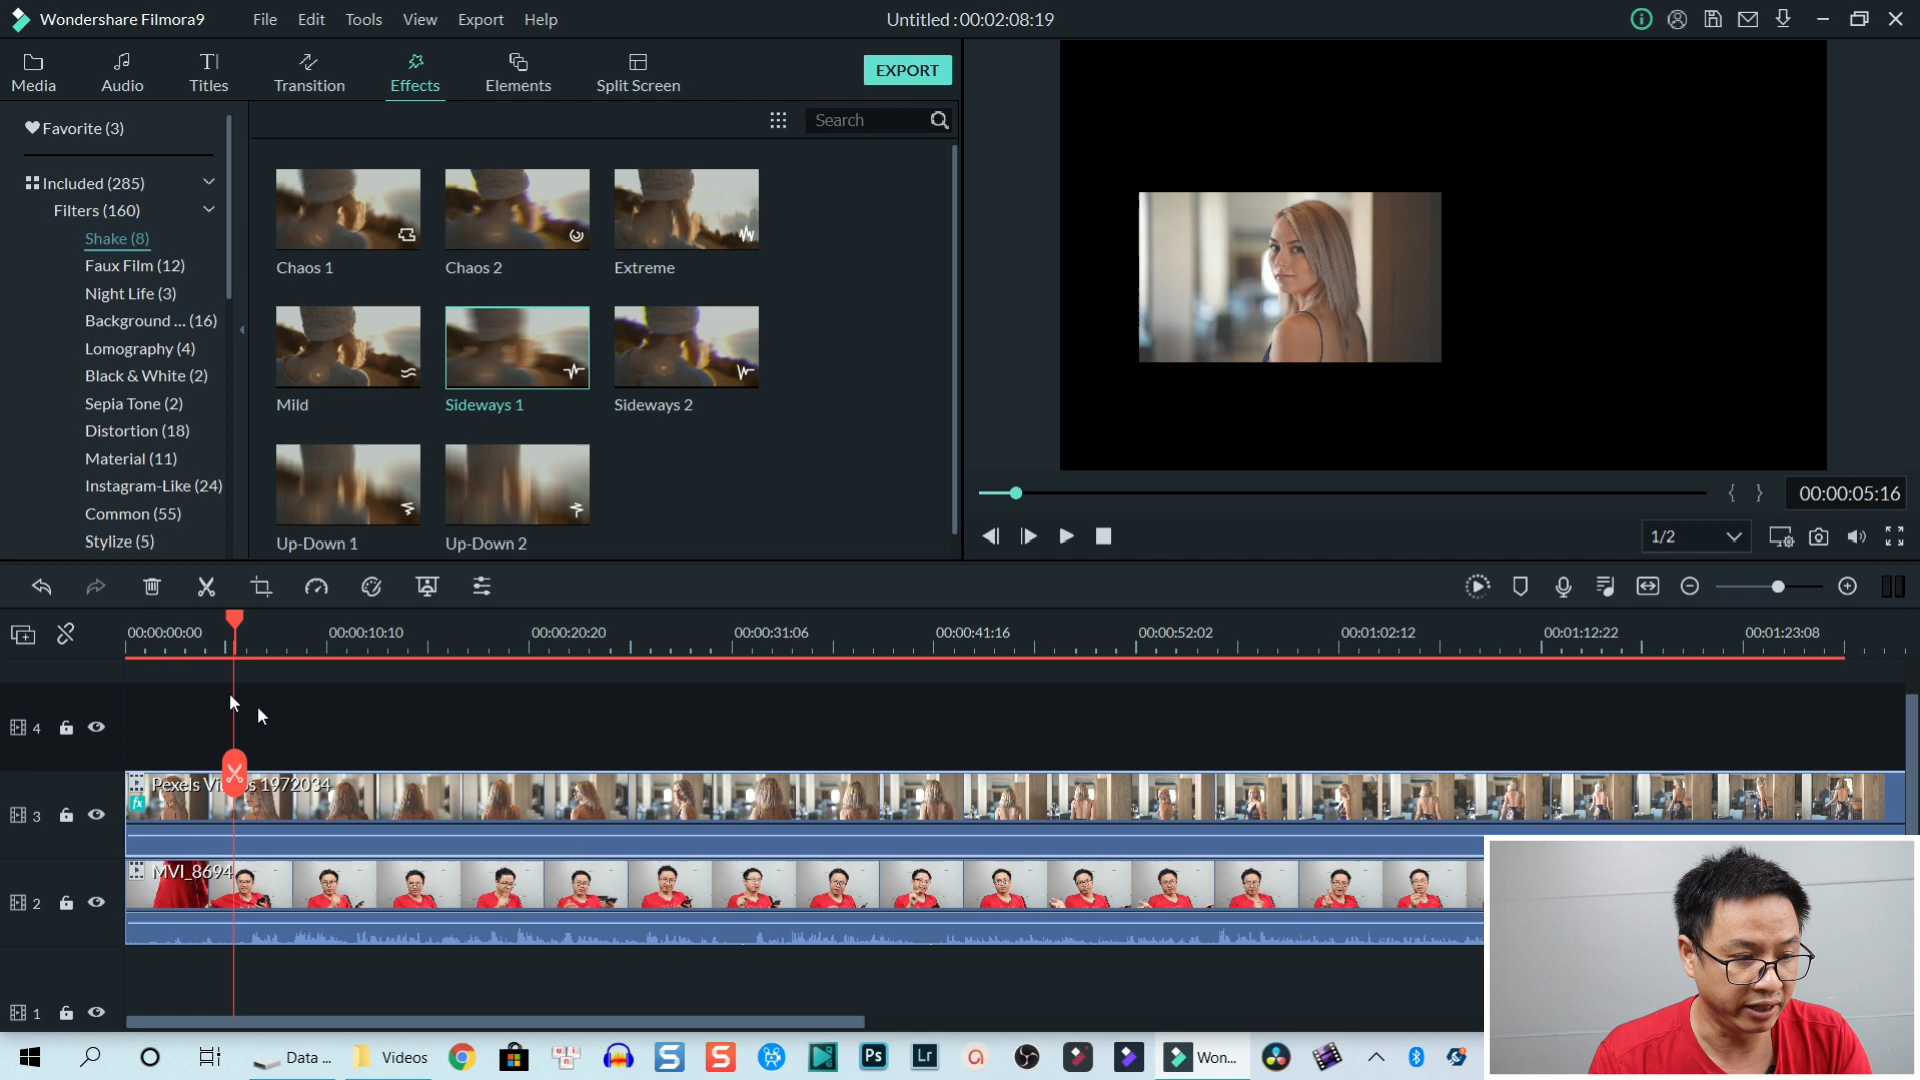 Wondershare Filmora9
File Edit Tools View Export Help
Untitled : 00:02:08:19
Media Audio Titles Transition Effects Elements Split Screen
EXPORT
Favorite (3)
Search
Included (285)
Filters (160)
Shake (8)
Faux Film (12)
Night Life (3)
Background ... (16)
Lomography (4)
Black & White (2)
Sepia Tone (2)
Distortion (18)
Material (11)
Instagram-Like (24)
Common (55)
Stylize (5)
Chaos 1 Chaos 2 Extreme
Mild Sideways 1 Sideways 2
Up-Down 1 Up-Down 2
{ } 00:00:05:16
1/2
00:00:00:00 00:00:10:10 00:00:20:20 00:00:31:06 00:00:41:16 00:00:52:02 00:01:02:12 00:01:12:22 00:01:23:08
4
Pexels s 1972034
fx
3
MVI_8694
2
1
Data ... Videos S S Ps Lr Won...